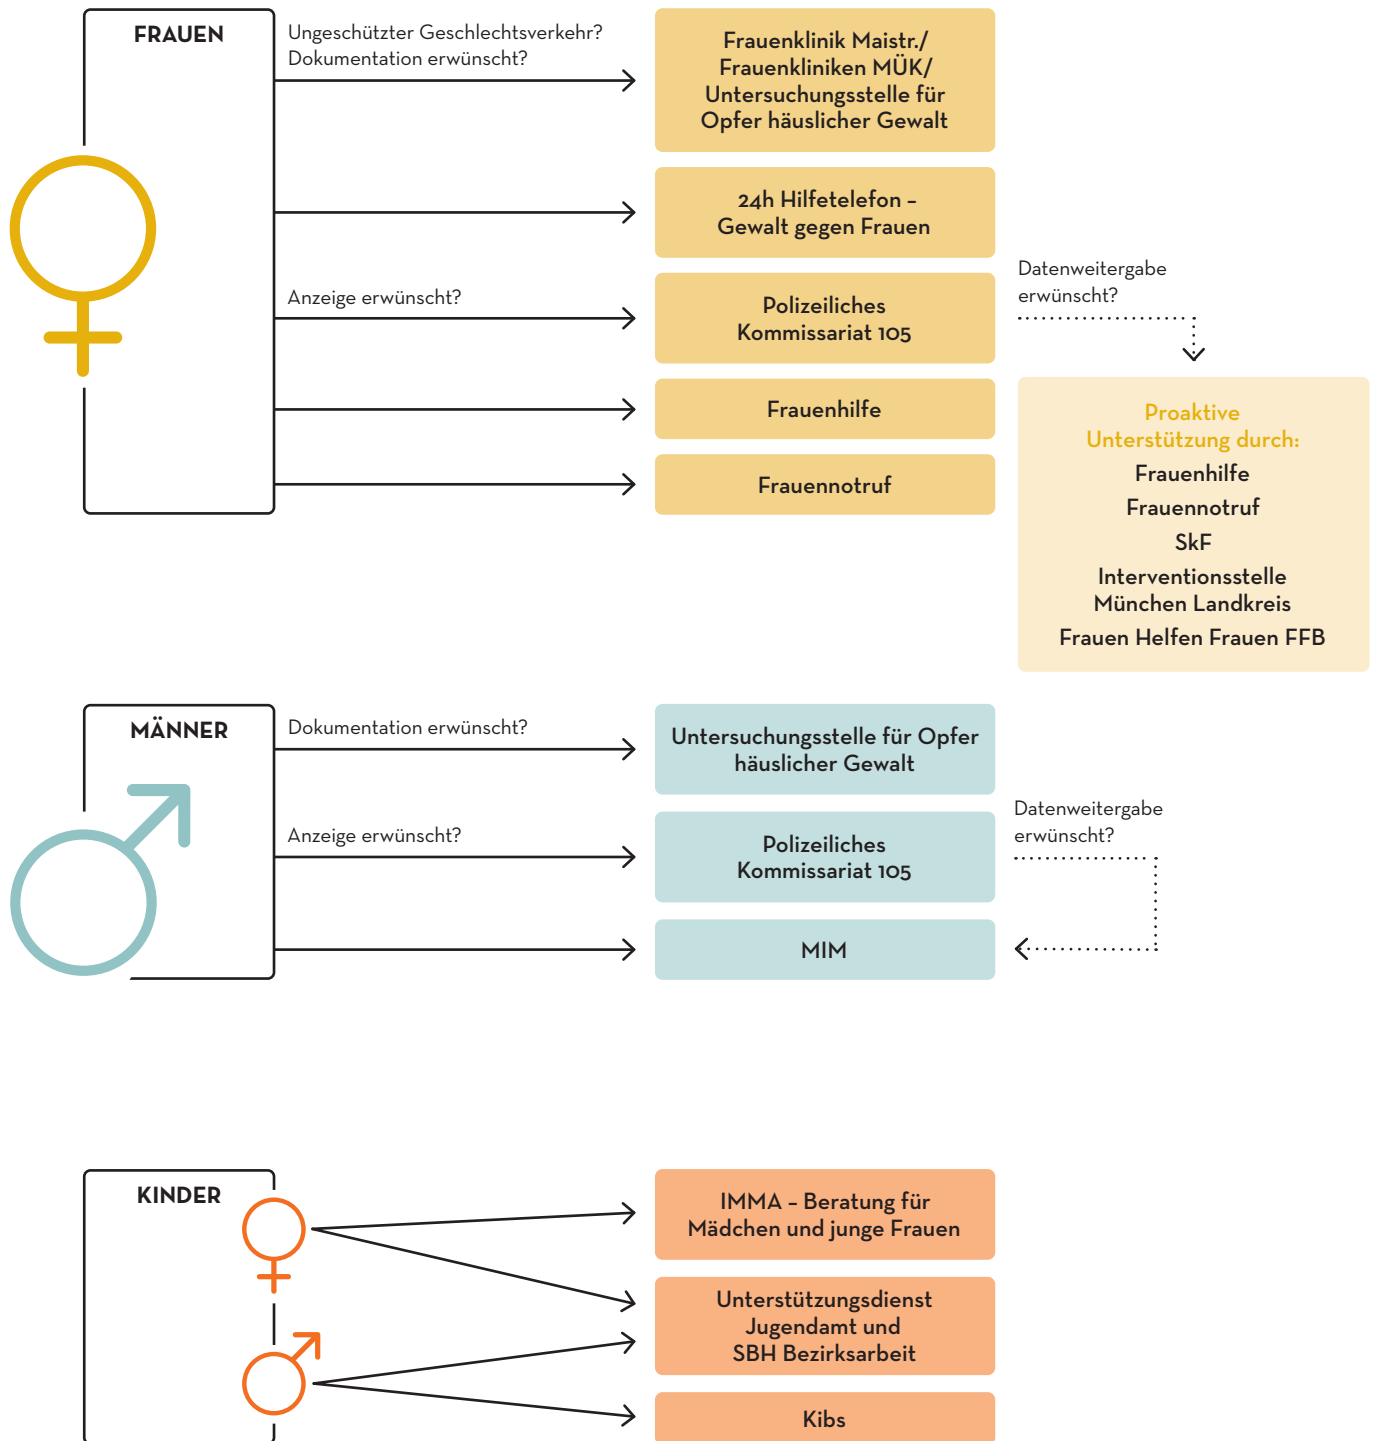 FRAUEN
Ungeschützter Geschlechtsverkehr?
Dokumentation erwünscht?
Frauenklinik Maistr./
Frauenkliniken MÜK/
Untersuchungsstelle für
Opfer häuslicher Gewalt
24h Hilfetelefon –
Gewalt gegen Frauen
Anzeige erwünscht?
Polizeiliches
Kommissariat 105
Datenweitergabe
erwünscht?
Frauenhilfe
Frauennotruf
Proaktive
Unterstützung durch:
Frauenhilfe
Frauennotruf
SkF
Interventionsstelle
München Landkreis
Frauen Helfen Frauen FFB
MÄNNER
Dokumentation erwünscht?
Untersuchungsstelle für Opfer
häuslicher Gewalt
Anzeige erwünscht?
Polizeiliches
Kommissariat 105
Datenweitergabe
erwünscht?
MIM
KINDER
IMMA – Beratung für
Mädchen und junge Frauen
Unterstützungsdienst
Jugendamt und
SBH Bezirksarbeit
Kibs